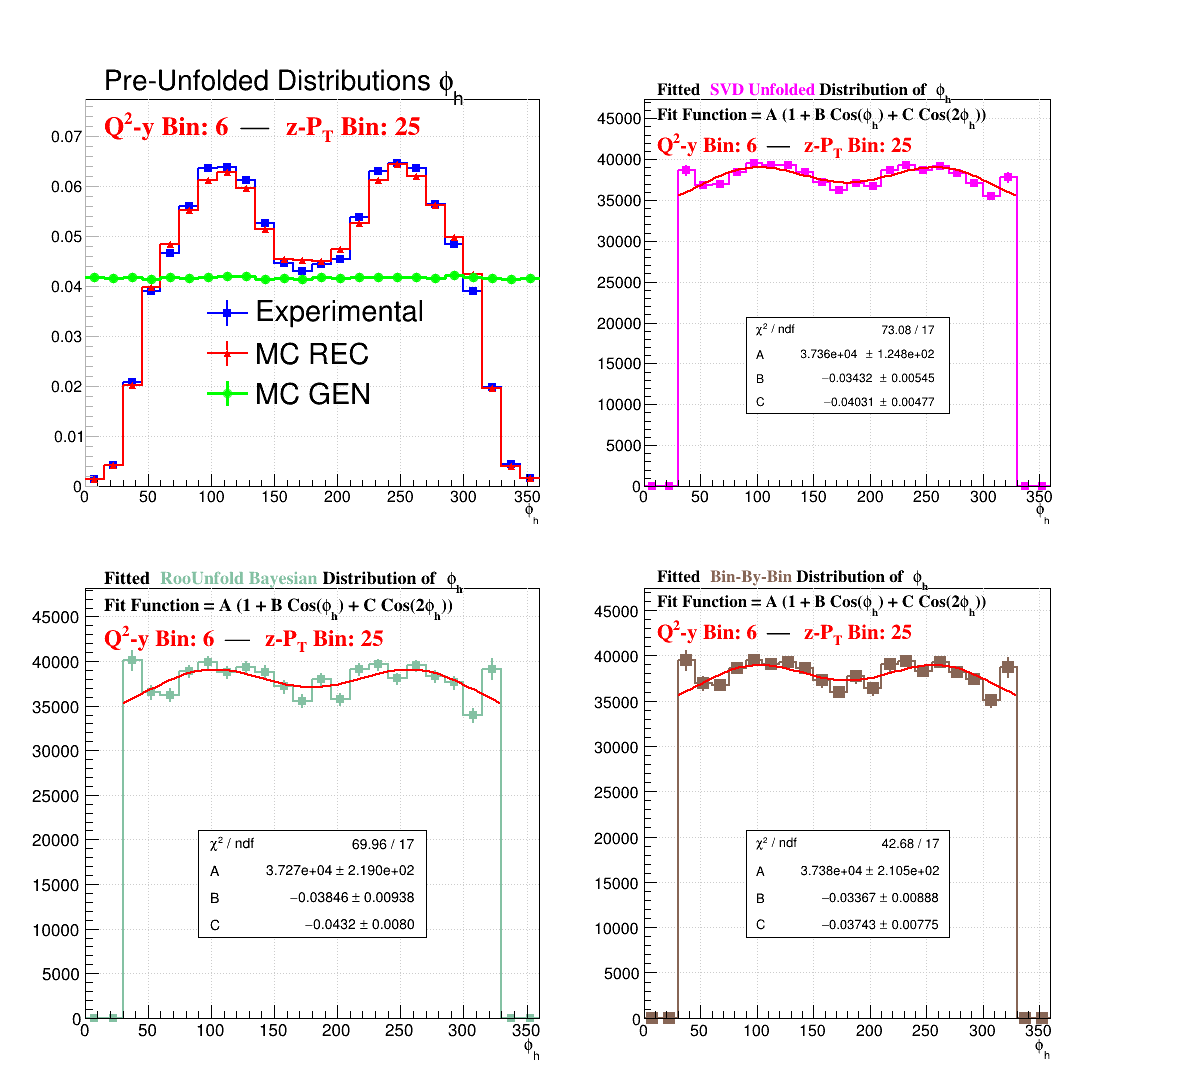 Pre-Unfolded Distributions ϕh
Q²-y Bin: 6 — z-PT Bin: 25
0.07
0.06
0.05
0.04
0.03
0.02
0.01
0
Experimental
MC REC
MC GEN
0 50 100 150 200 250 300 350
ϕh
Fitted SVD Unfolded Distribution of ϕh
Fit Function = A (1 + B Cos(ϕh) + C Cos(2ϕh))
Q²-y Bin: 6 — z-PT Bin: 25
45000
40000
35000
30000
25000
20000
15000
10000
5000
0
χ² / ndf 73.08 / 17
A 3.736e+04 ± 1.248e+02
B −0.03432 ± 0.00545
C −0.04031 ± 0.00477
0 50 100 150 200 250 300 350
ϕh
Fitted RooUnfold Bayesian Distribution of ϕh
Fit Function = A (1 + B Cos(ϕh) + C Cos(2ϕh))
Q²-y Bin: 6 — z-PT Bin: 25
45000
40000
35000
30000
25000
20000
15000
10000
5000
0
χ² / ndf 69.96 / 17
A 3.727e+04 ± 2.190e+02
B −0.03846 ± 0.00938
C −0.0432 ± 0.0080
0 50 100 150 200 250 300 350
ϕh
Fitted Bin-By-Bin Distribution of ϕh
Fit Function = A (1 + B Cos(ϕh) + C Cos(2ϕh))
Q²-y Bin: 6 — z-PT Bin: 25
45000
40000
35000
30000
25000
20000
15000
10000
5000
0
χ² / ndf 42.68 / 17
A 3.738e+04 ± 2.105e+02
B −0.03367 ± 0.00888
C −0.03743 ± 0.00775
0 50 100 150 200 250 300 350
ϕh